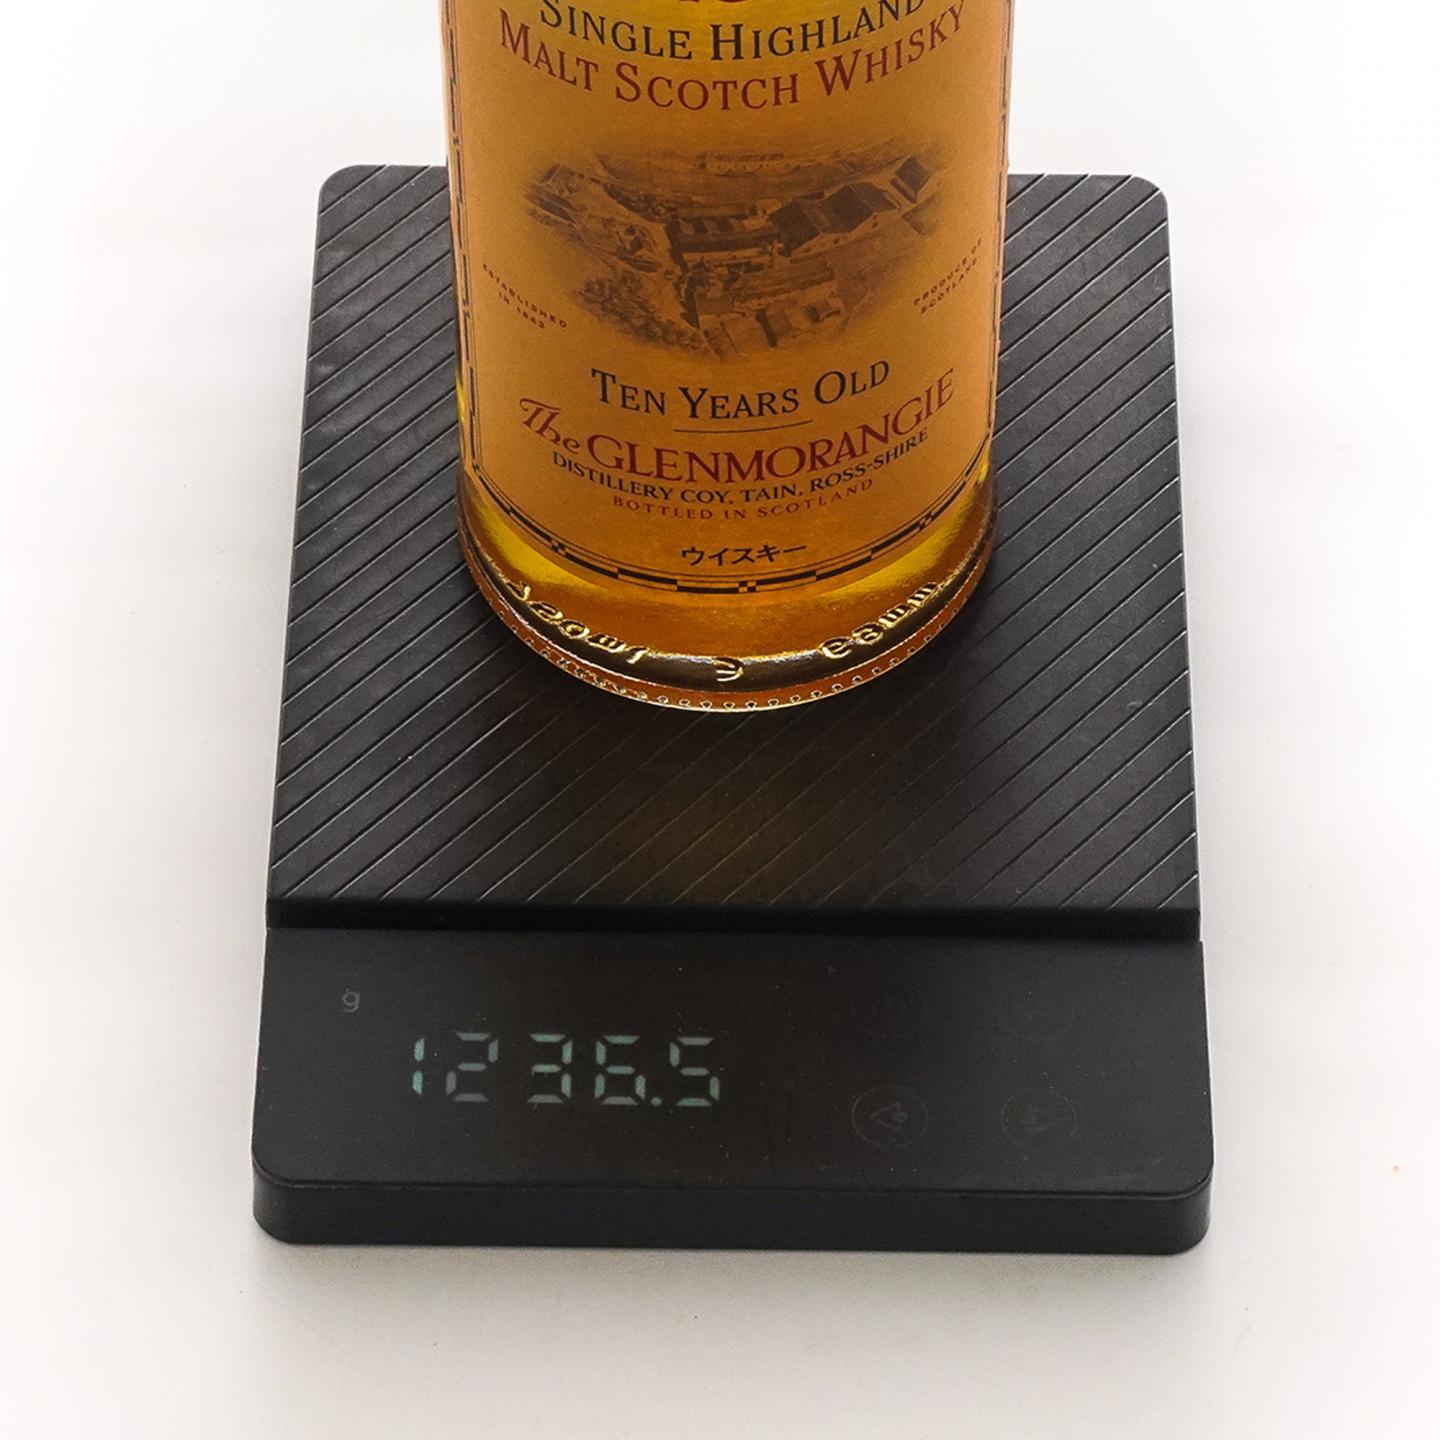 SINGLE HIGHLAND
MALT SCOTCH WHISKY
ESTABLISHED
IN 1843
PRODUCE OF
SCOTLAND
TEN YEARS OLD
The GLENMORANGIE
DISTILLERY COY, TAIN, ROSS-SHIRE
BOTTLED IN SCOTLAND
ウイスキー
g
1236.5